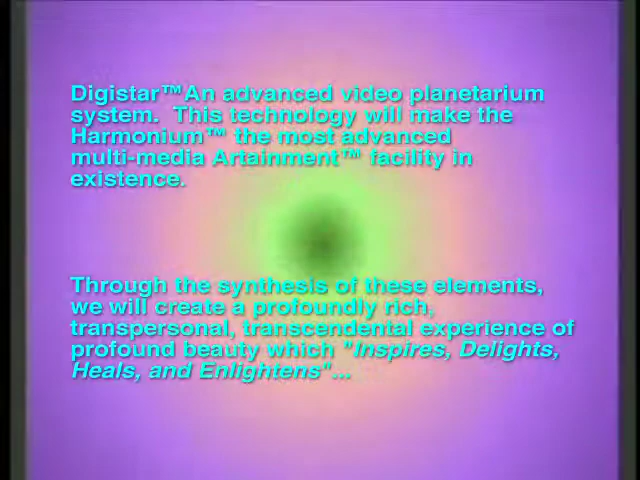 Digistar™An advanced video planetarium
system.  This technology will make the
Harmonium™ the most advanced
multi-media Artainment™ facility in
existence.
Through the synthesis of these elements,
we will create a profoundly rich,
transpersonal, transcendental experience of
profound beauty which "Inspires, Delights,
Heals, and Enlightens"...